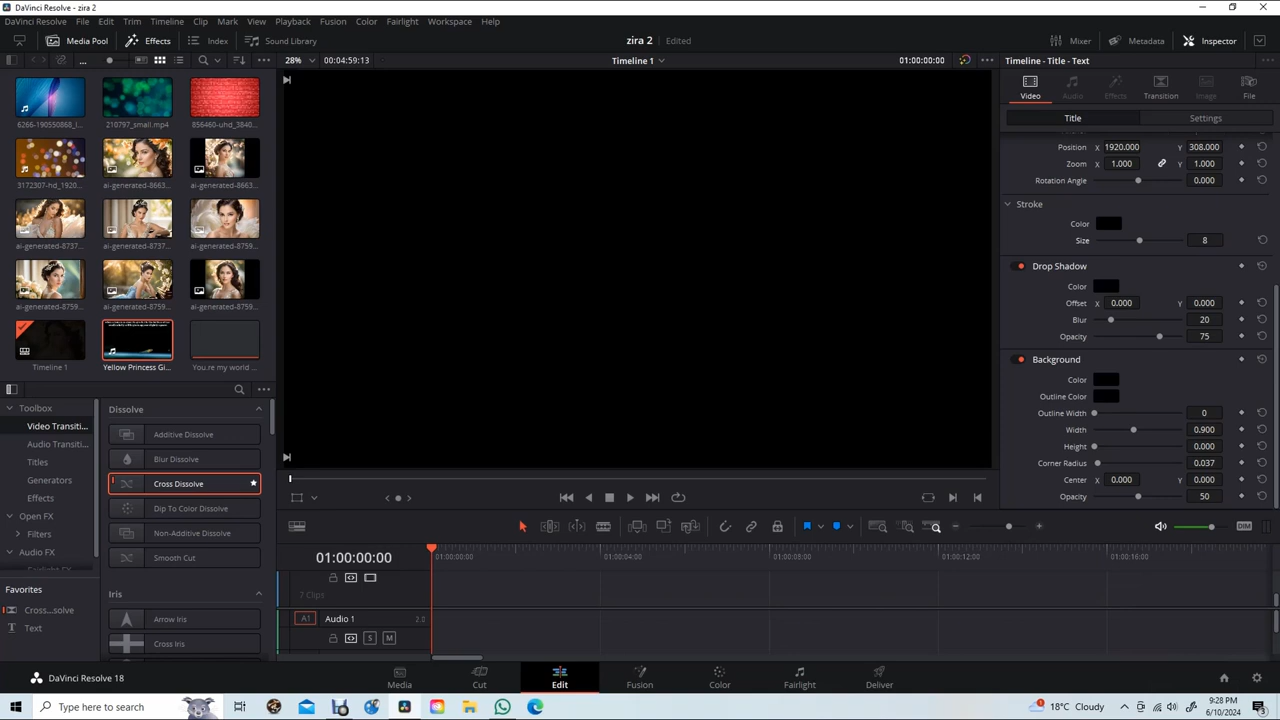 DaVinci Resolve - zira 2
DaVinci Resolve File Edit Trim Timeline Clip Mark View Playback Fusion Color Fairlight Workspace Help
Media Pool Effects Index Sound Library zira 2 Edited Mixer Metadata Inspector
... 28% 00:04:59:13 Timeline 1 01:00:00:00 Timeline - Title - Text
Video Audio Effects Transition Image File
Title Settings
6266-190550868_l... 210797_small.mp4 856460-uhd_3840...
3172307-hd_1920... ai-generated-8663... ai-generated-8663...
ai-generated-8737... ai-generated-8737... ai-generated-8759...
ai-generated-8759... ai-generated-8759... ai-generated-8759...
Timeline 1 Yellow Princess Gi... You.re my world ...
Position X 1920.000 Y 308.000
Zoom X 1.000 Y 1.000
Rotation Angle 0.000
Stroke
Color
Size 8
Drop Shadow
Color
Offset X 0.000 Y 0.000
Blur 20
Opacity 75
Background
Color
Outline Color
Outline Width 0
Width 0.900
Height 0.000
Corner Radius 0.037
Center X 0.000 Y 0.000
Opacity 50
Toolbox
Video Transiti...
Audio Transiti...
Titles
Generators
Effects
Open FX
Filters
Audio FX
Fairlight FX
Favorites
Cross...solve
Text
Dissolve
Additive Dissolve
Blur Dissolve
Cross Dissolve
Dip To Color Dissolve
Non-Additive Dissolve
Smooth Cut
Iris
Arrow Iris
Cross Iris
DIM
01:00:00:00 01:00:00:00 01:00:04:00 01:00:03:00 01:00:12:00 01:00:16:00
7 Clips
A1 Audio 1 2.0
S M
DaVinci Resolve 18 Media Cut Edit Fusion Color Fairlight Deliver
Type here to search 18°C Cloudy 9:28 PM
6/10/2024 3